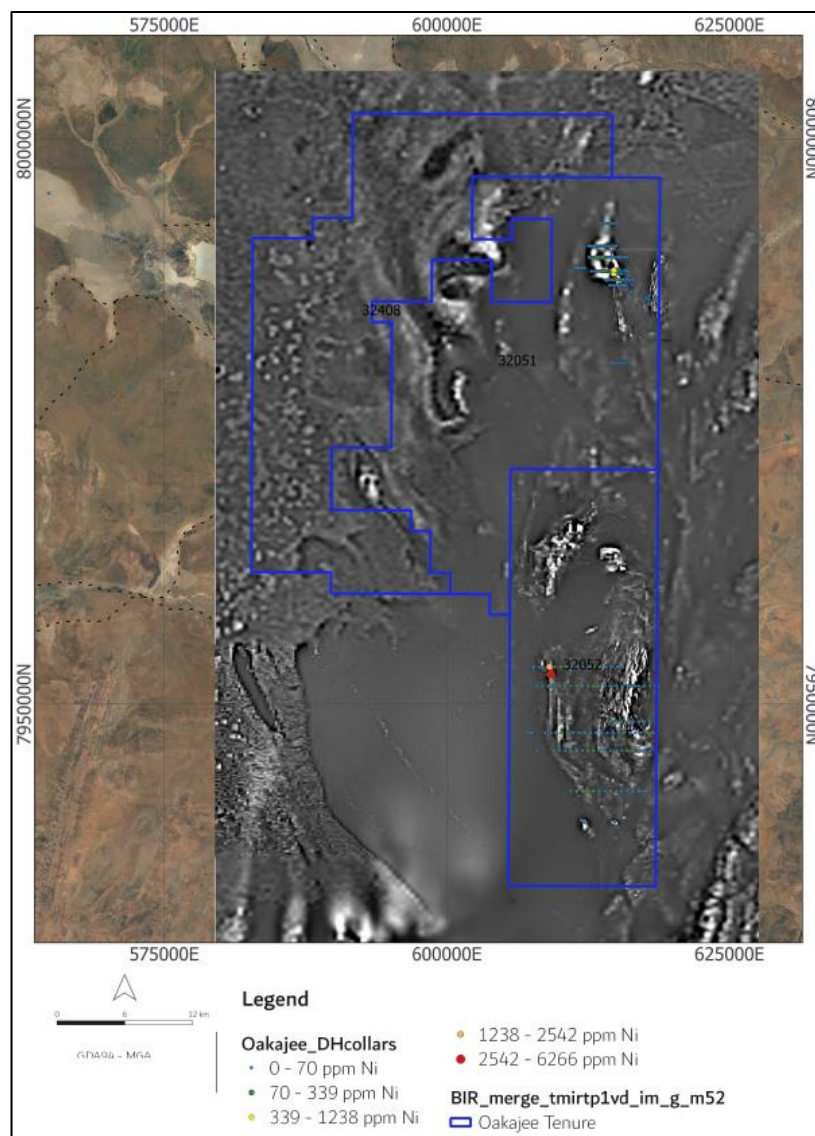 575000E 600000E 625000E
8000000N 8000000N
32408
32051
32052
7950000N 7950000N
575000E 600000E 625000E
0 6 12 km
GDA94 - MGA
Legend
Oakajee_DHcollars
0 - 70 ppm Ni
70 - 339 ppm Ni
339 - 1238 ppm Ni
1238 - 2542 ppm Ni
2542 - 6266 ppm Ni
BIR_merge_tmirtp1vd_im_g_m52
Oakajee Tenure